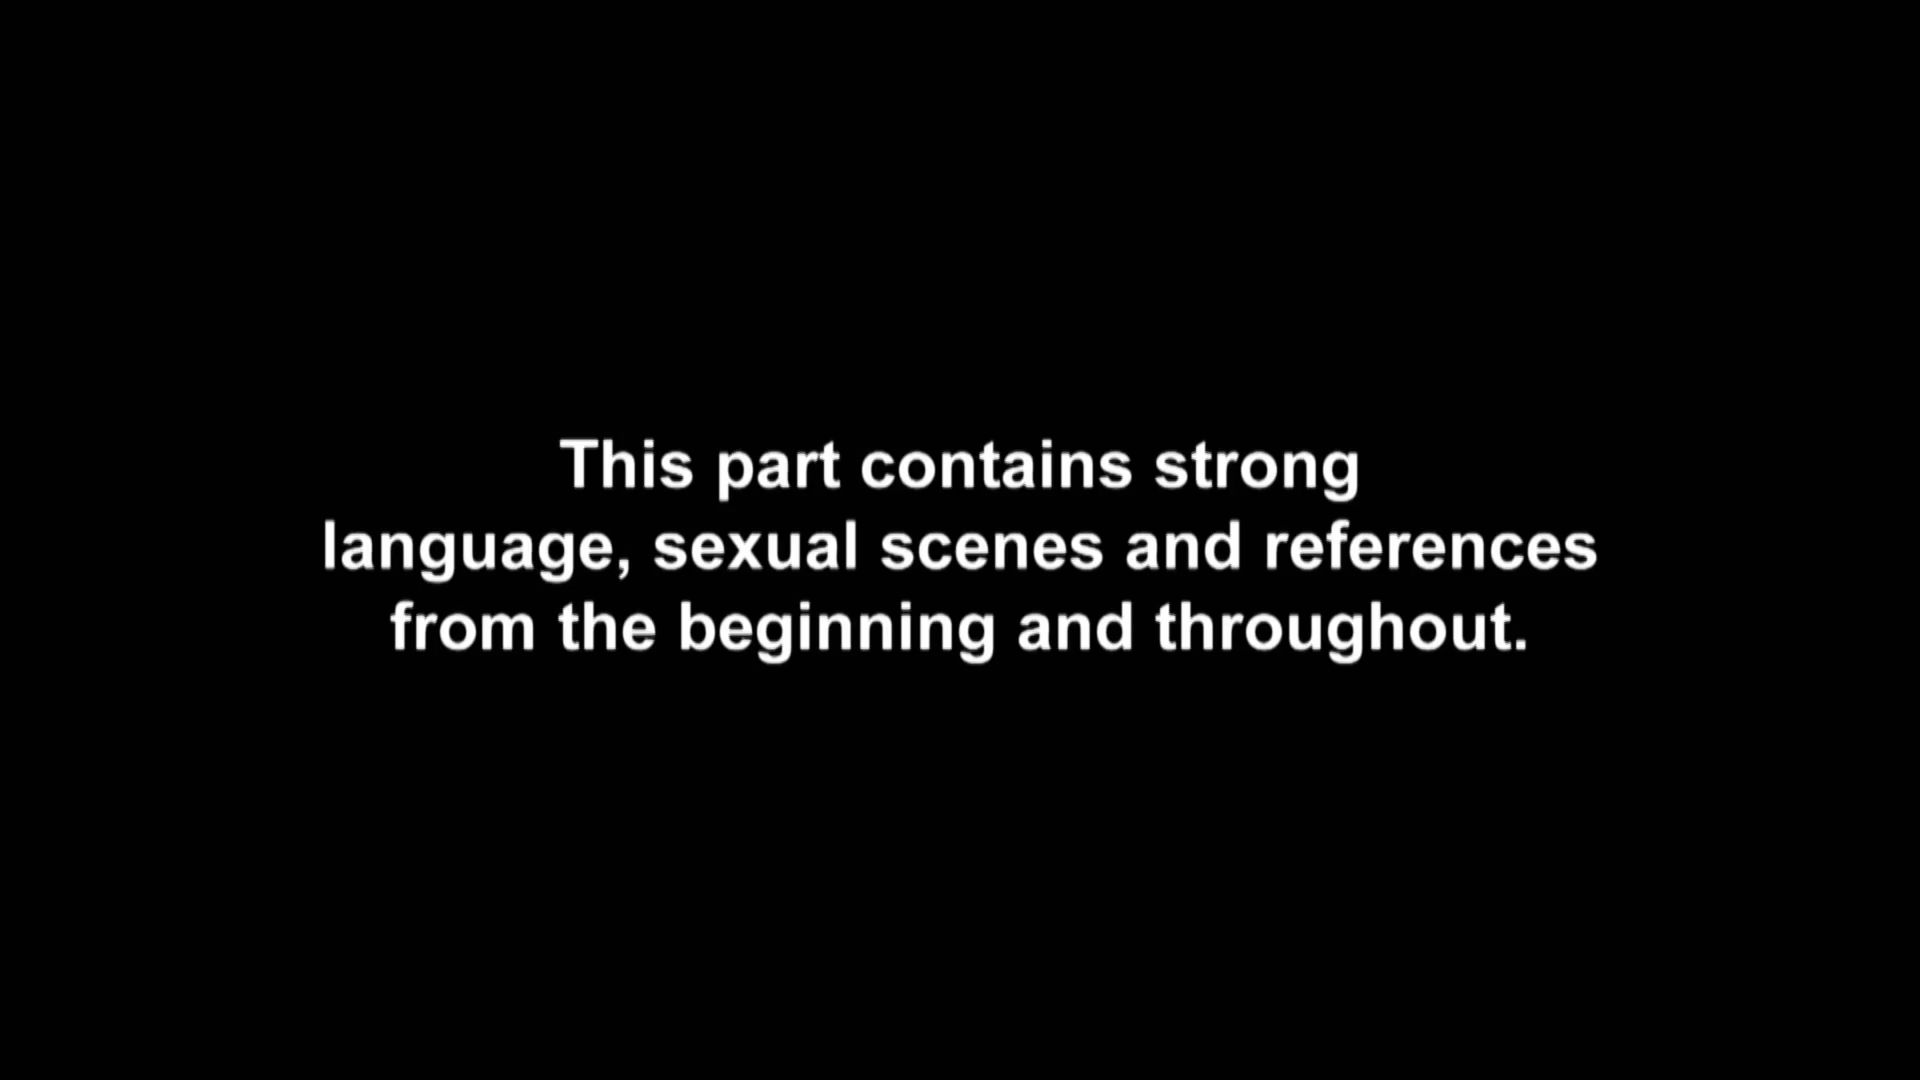 This part contains strong
language, sexual scenes and references
from the beginning and throughout.